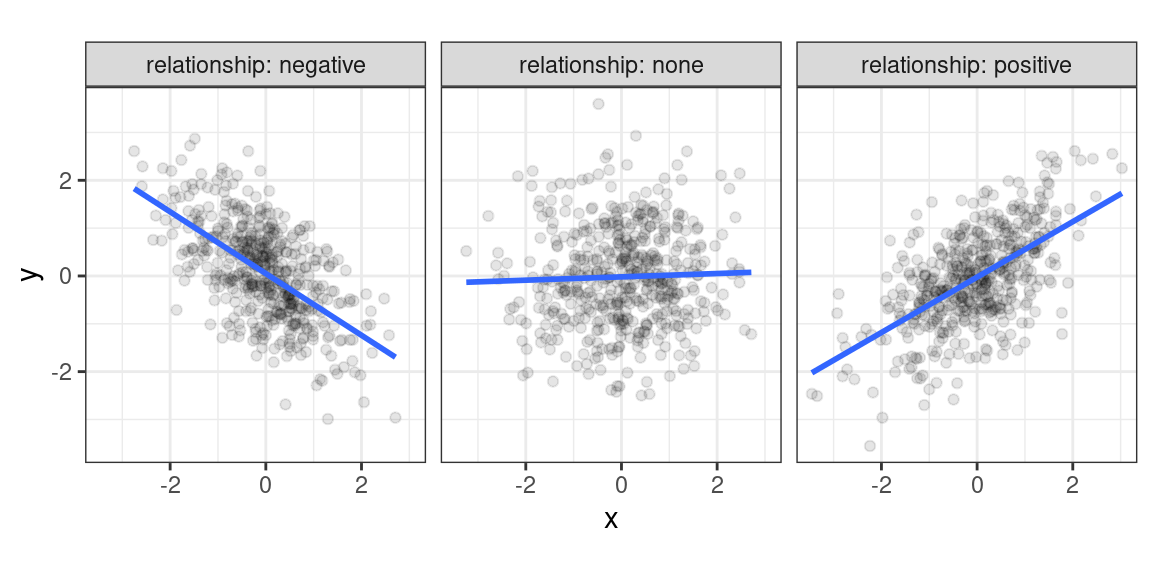 relationship: negative
relationship: none
relationship: positive
y
2
0
-2
-2 0 2
-2 0 2
-2 0 2
x